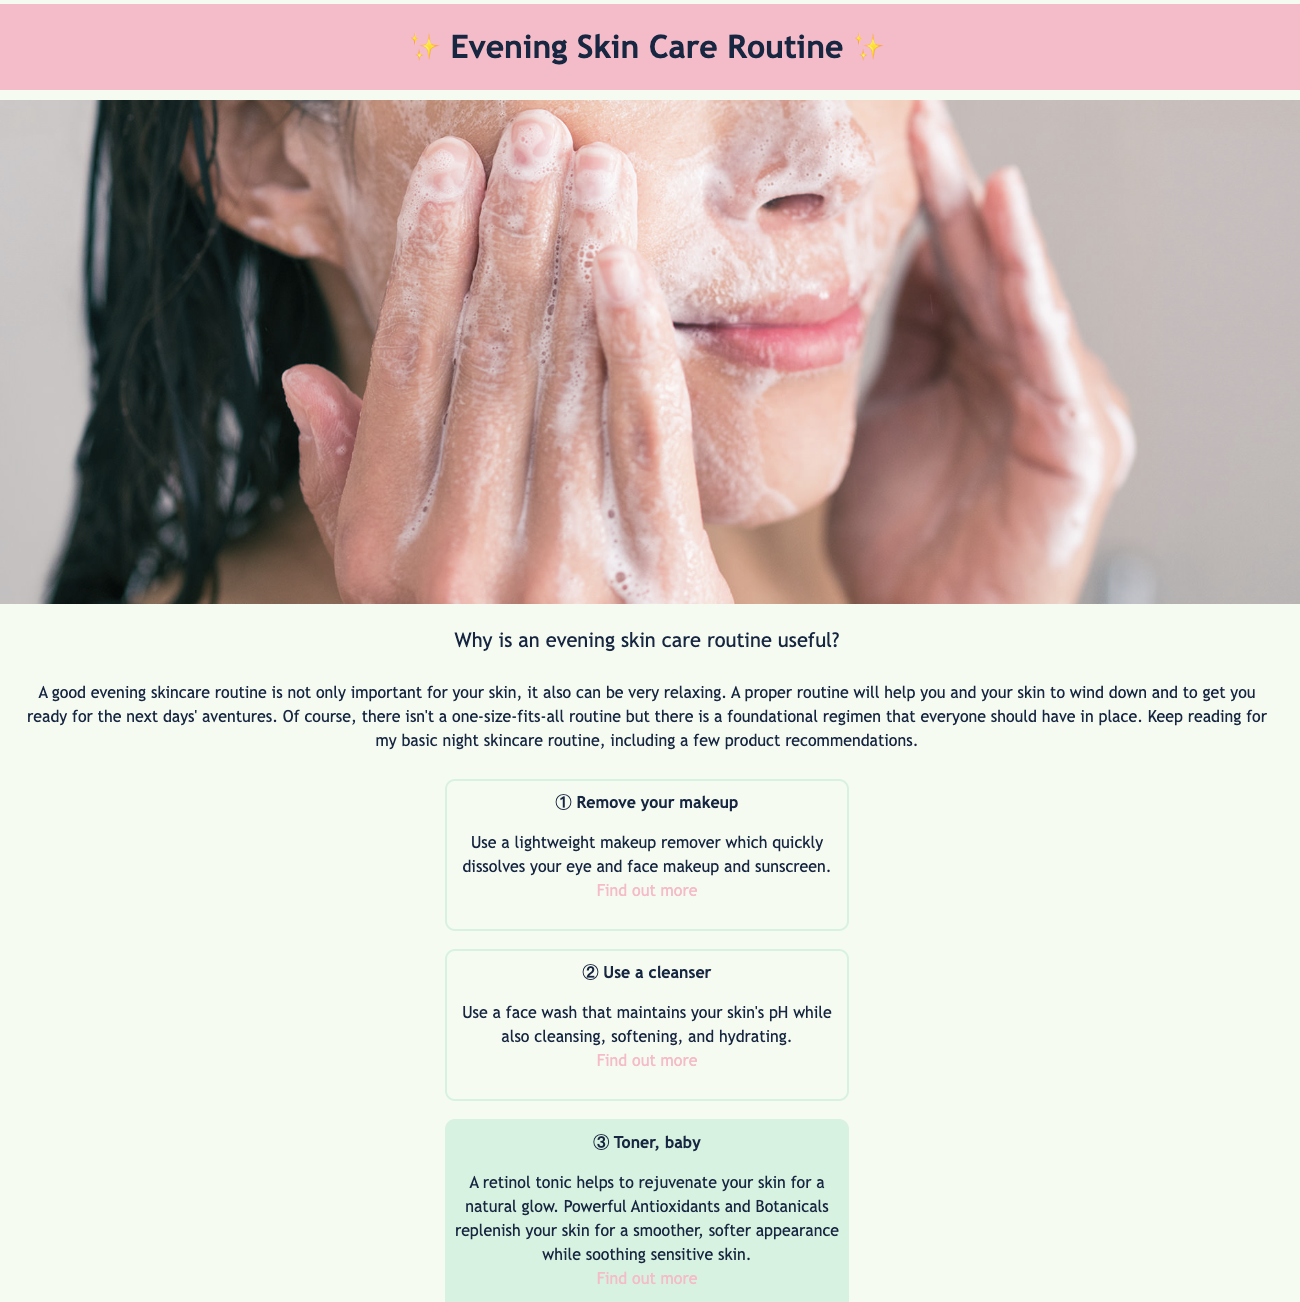 ✨ Evening Skin Care Routine ✨
Why is an evening skin care routine useful?
A good evening skincare routine is not only important for your skin, it also can be very relaxing. A proper routine will help you and your skin to wind down and to get you
ready for the next days' aventures. Of course, there isn't a one-size-fits-all routine but there is a foundational regimen that everyone should have in place. Keep reading for
my basic night skincare routine, including a few product recommendations.
① Remove your makeup
Use a lightweight makeup remover which quickly
dissolves your eye and face makeup and sunscreen.
Find out more
② Use a cleanser
Use a face wash that maintains your skin's pH while
also cleansing, softening, and hydrating.
Find out more
③ Toner, baby
A retinol tonic helps to rejuvenate your skin for a
natural glow. Powerful Antioxidants and Botanicals
replenish your skin for a smoother, softer appearance
while soothing sensitive skin.
Find out more